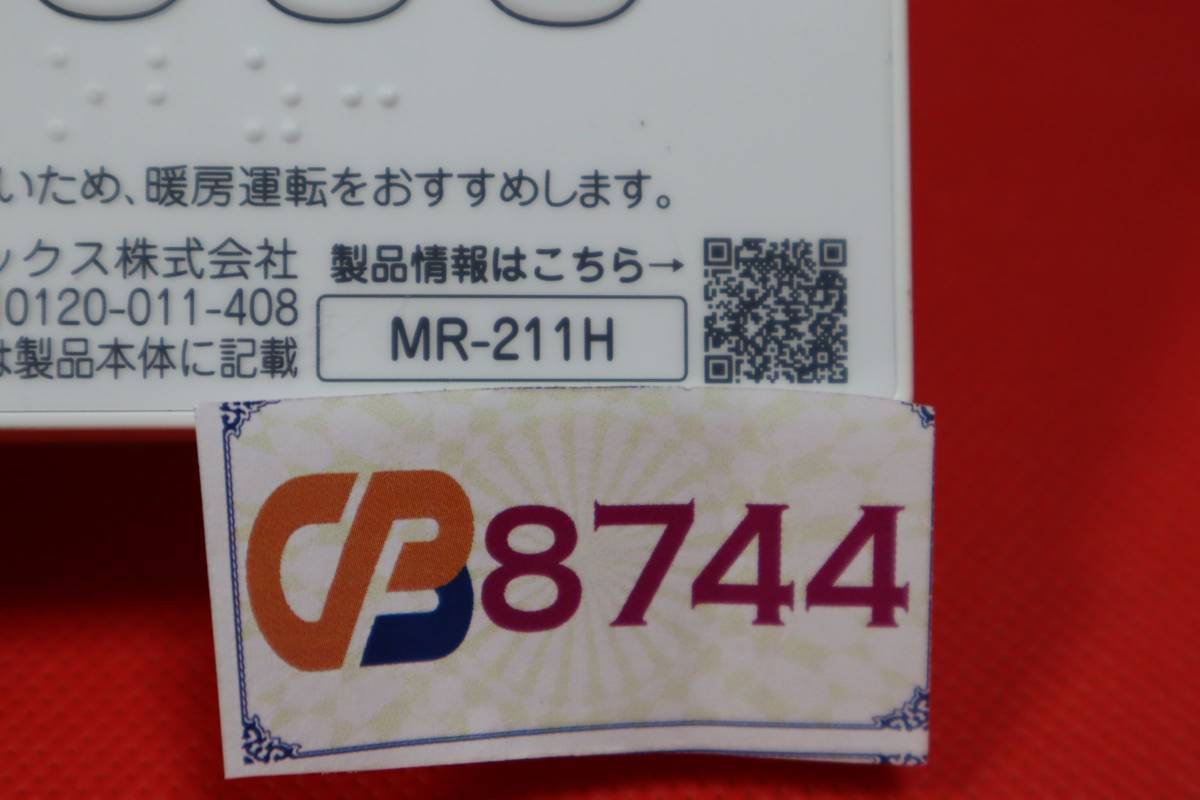 いため、暖房運転をおすすめします。
ックス株式会社
製品情報はこちら→
0120-011-408
MR-211H
は製品本体に記載
CB 8744